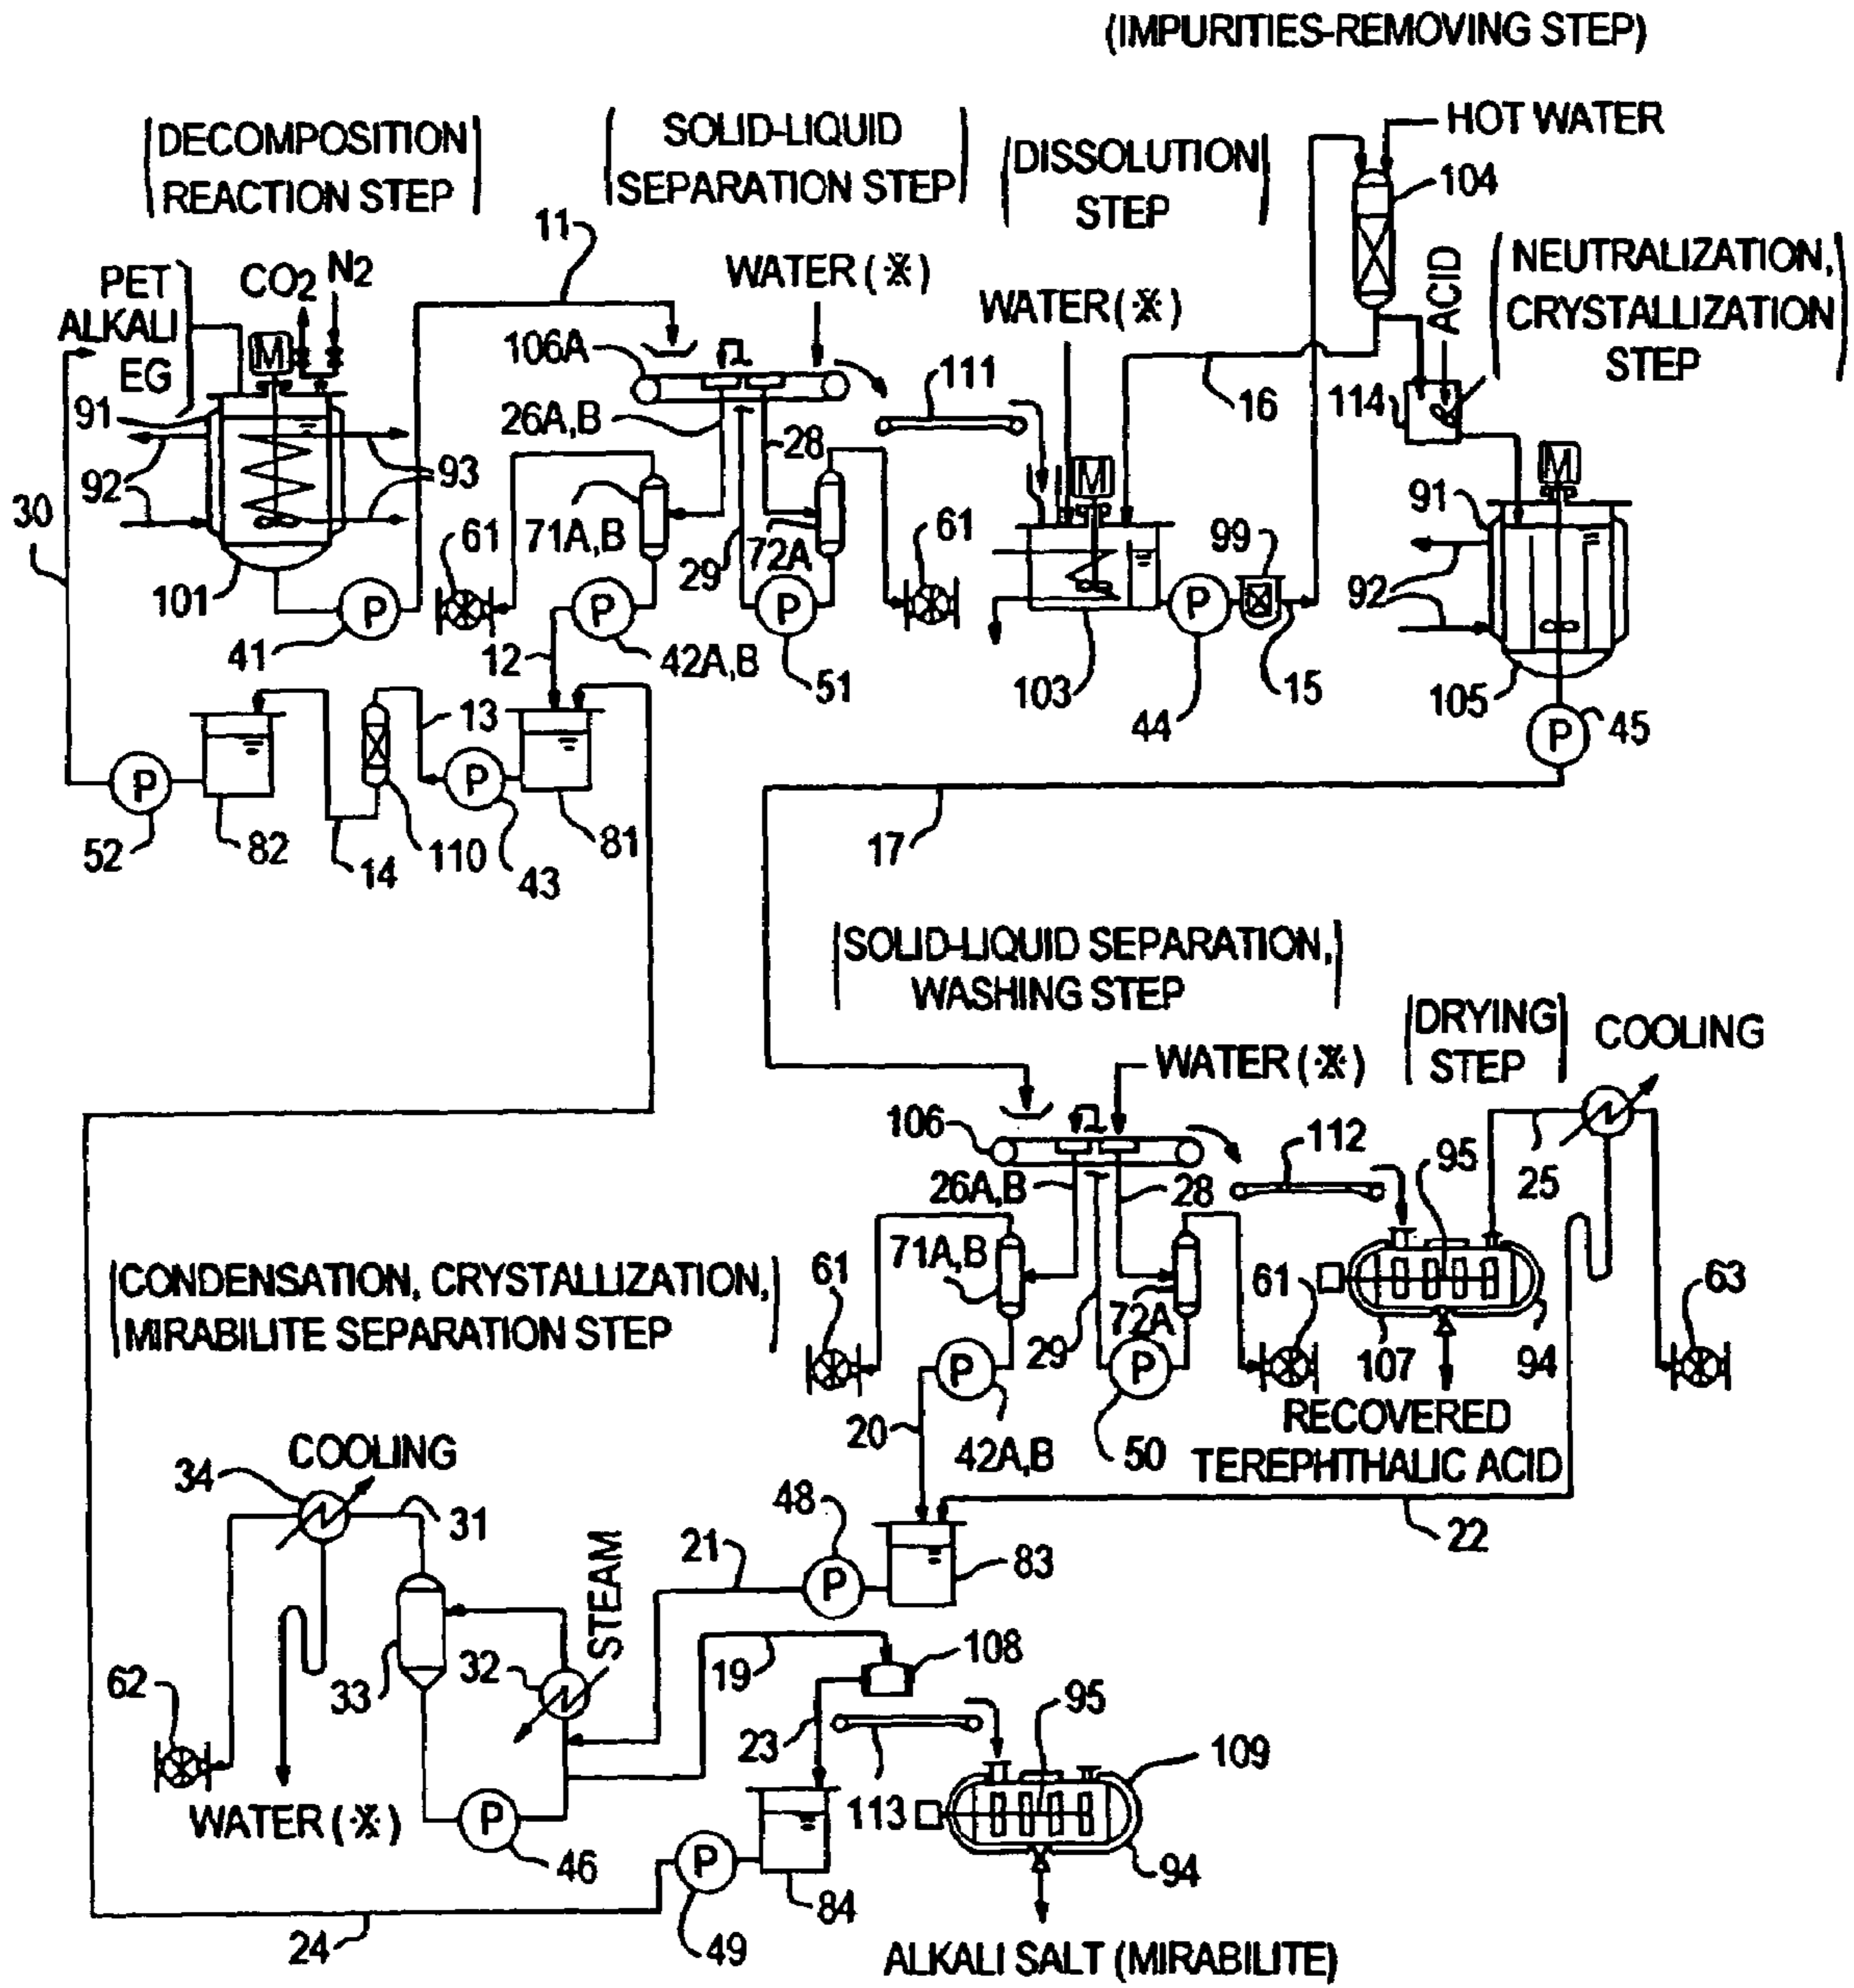 (IMPURITIES-REMOVING STEP)
(DECOMPOSITION
REACTION STEP)
(SOLID-LIQUID
SEPARATION STEP)
(DISSOLUTION
STEP)
HOT WATER
104
11
PET
ALKALI
EG
CO2
N2
WATER (※)
WATER (※)
ACID
(NEUTRALIZATION,
CRYSTALLIZATION
STEP)
M
106A
111
16
114
91
26A,B
28
M
M
91
92
93
30
71A,B
61
72A
61
99
29
92
101
P
P
P
P
41
12
42A,B
51
103
44
15
105
P
45
13
P
P
52
82
14
110
43
81
17
(SOLID-LIQUID SEPARATION,
WASHING STEP)
(DRYING
STEP)
COOLING
WATER (※)
106
112
95
25
26A,B
28
71A,B
61
72A
61
63
(CONDENSATION, CRYSTALLIZATION,
MIRABILITE SEPARATION STEP)
29
107
94
P
P
RECOVERED
TEREPHTHALIC ACID
20
42A,B
50
COOLING
34
31
48
22
STEAM
21
P
83
32
19
108
33
62
95
23
109
WATER (※)
P
46
113
94
P
84
24
49
ALKALI SALT (MIRABILITE)